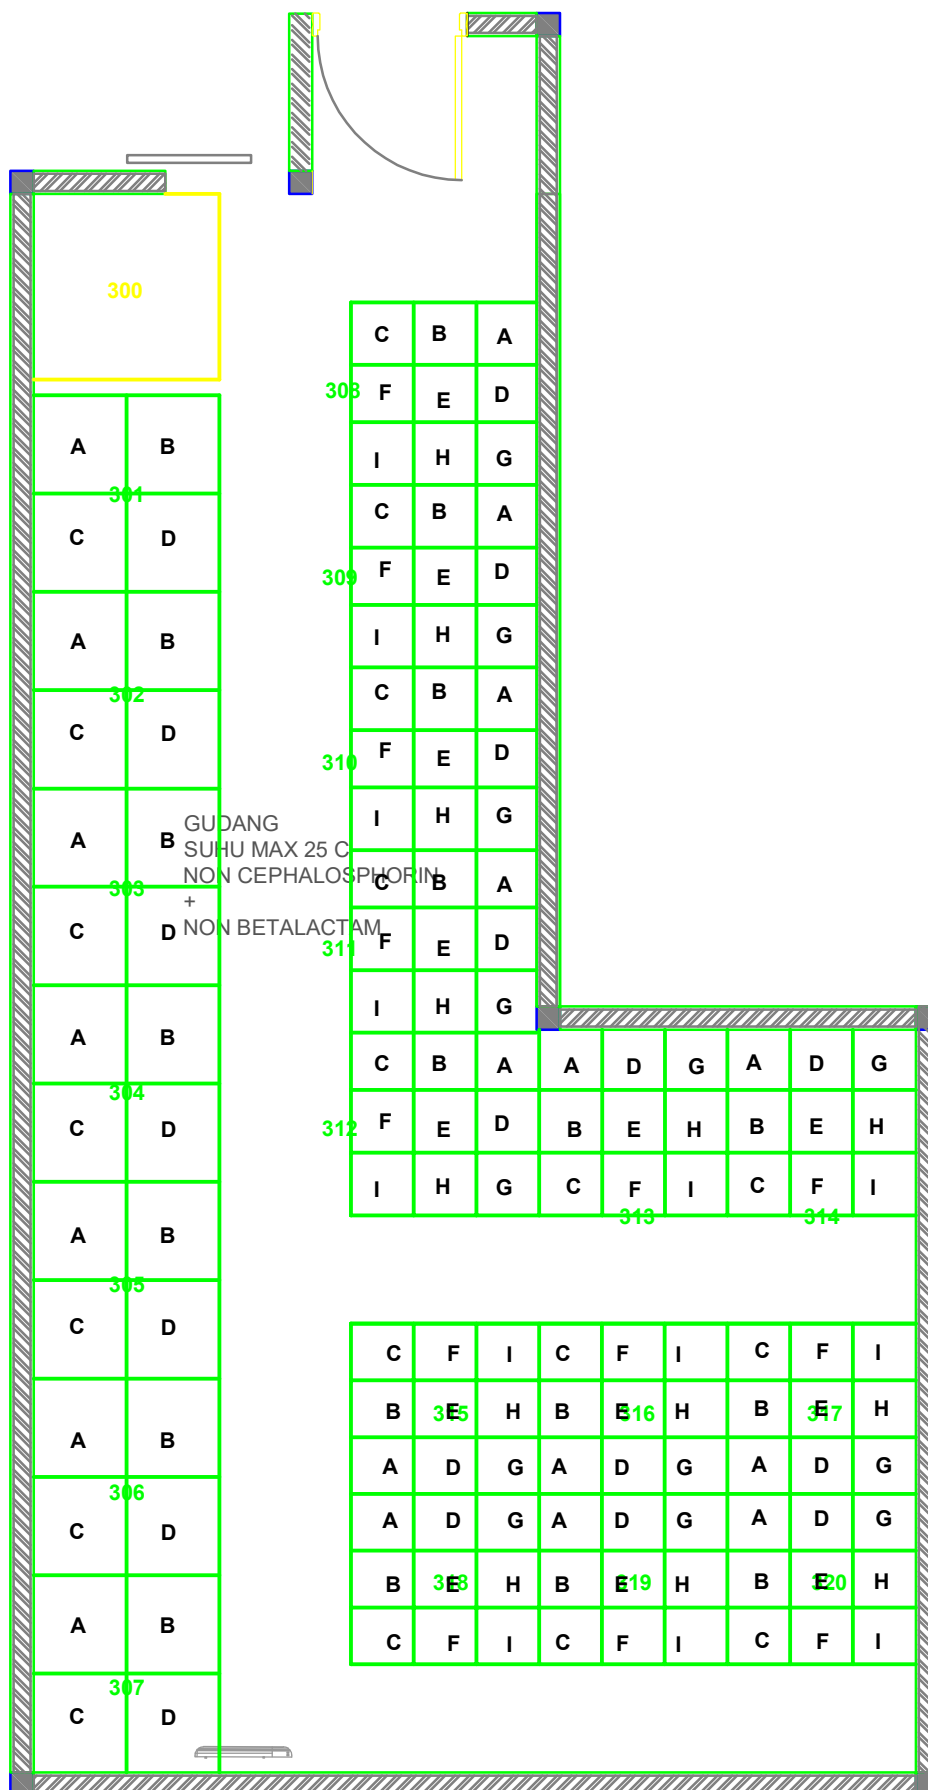 300
C B A
308
F E D
A B
I H G
301
C B A
C D
309
F E D
A B
I H G
302
C B A
C D
310
F E D
I H G
GUDANG
SUHU MAX 25 C
NON CEPHALOSPHORIN
+
NON BETALACTAM
A B
303
C D
C B A
311
F E D
I H G
A B
304
C D
C B A A D G A D G
312
F E D B E H B E H
I H G C F I C F I
313 314
A B
305
C D
C F I C F I C F I
B E H B E H B E H
315 316 317
A D G A D G A D G
A B
306
C D
A D G A D G A D G
B E H B E H B E H
318 319 320
C F I C F I C F I
A B
307
C D